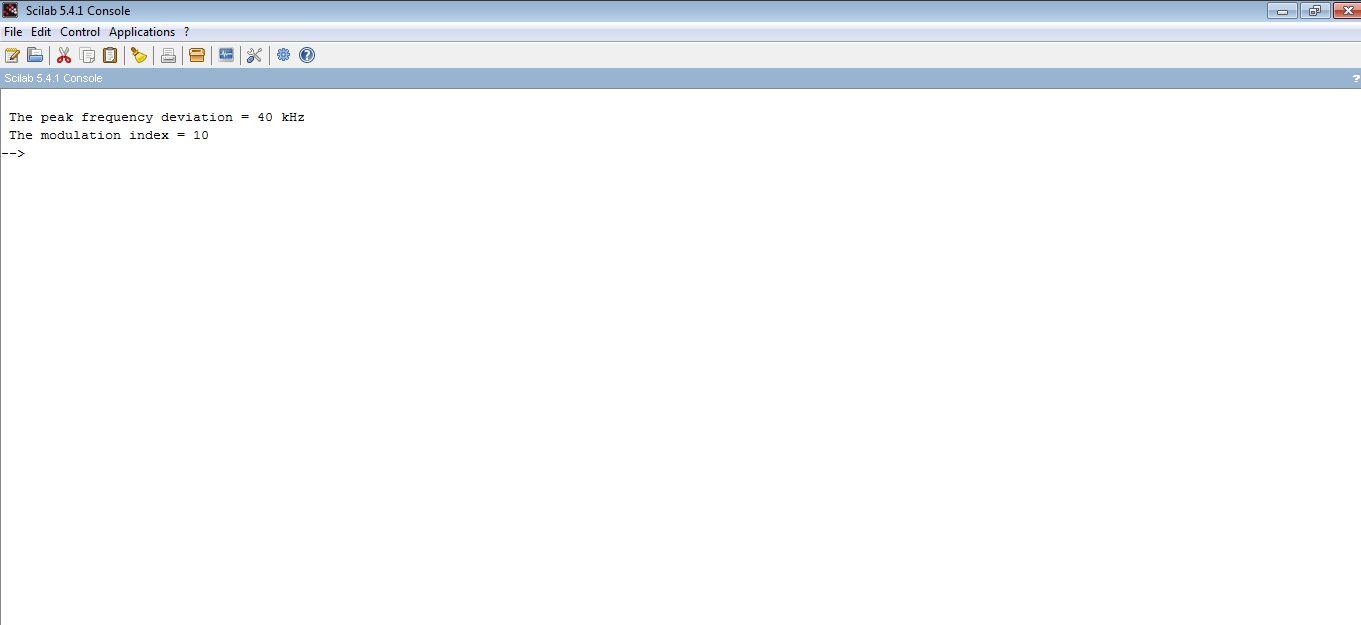 Scilab 5.4.1 Console
File Edit Control Applications ?
Scilab 5.4.1 Console ?
The peak frequency deviation = 40 kHz
The modulation index = 10
-->